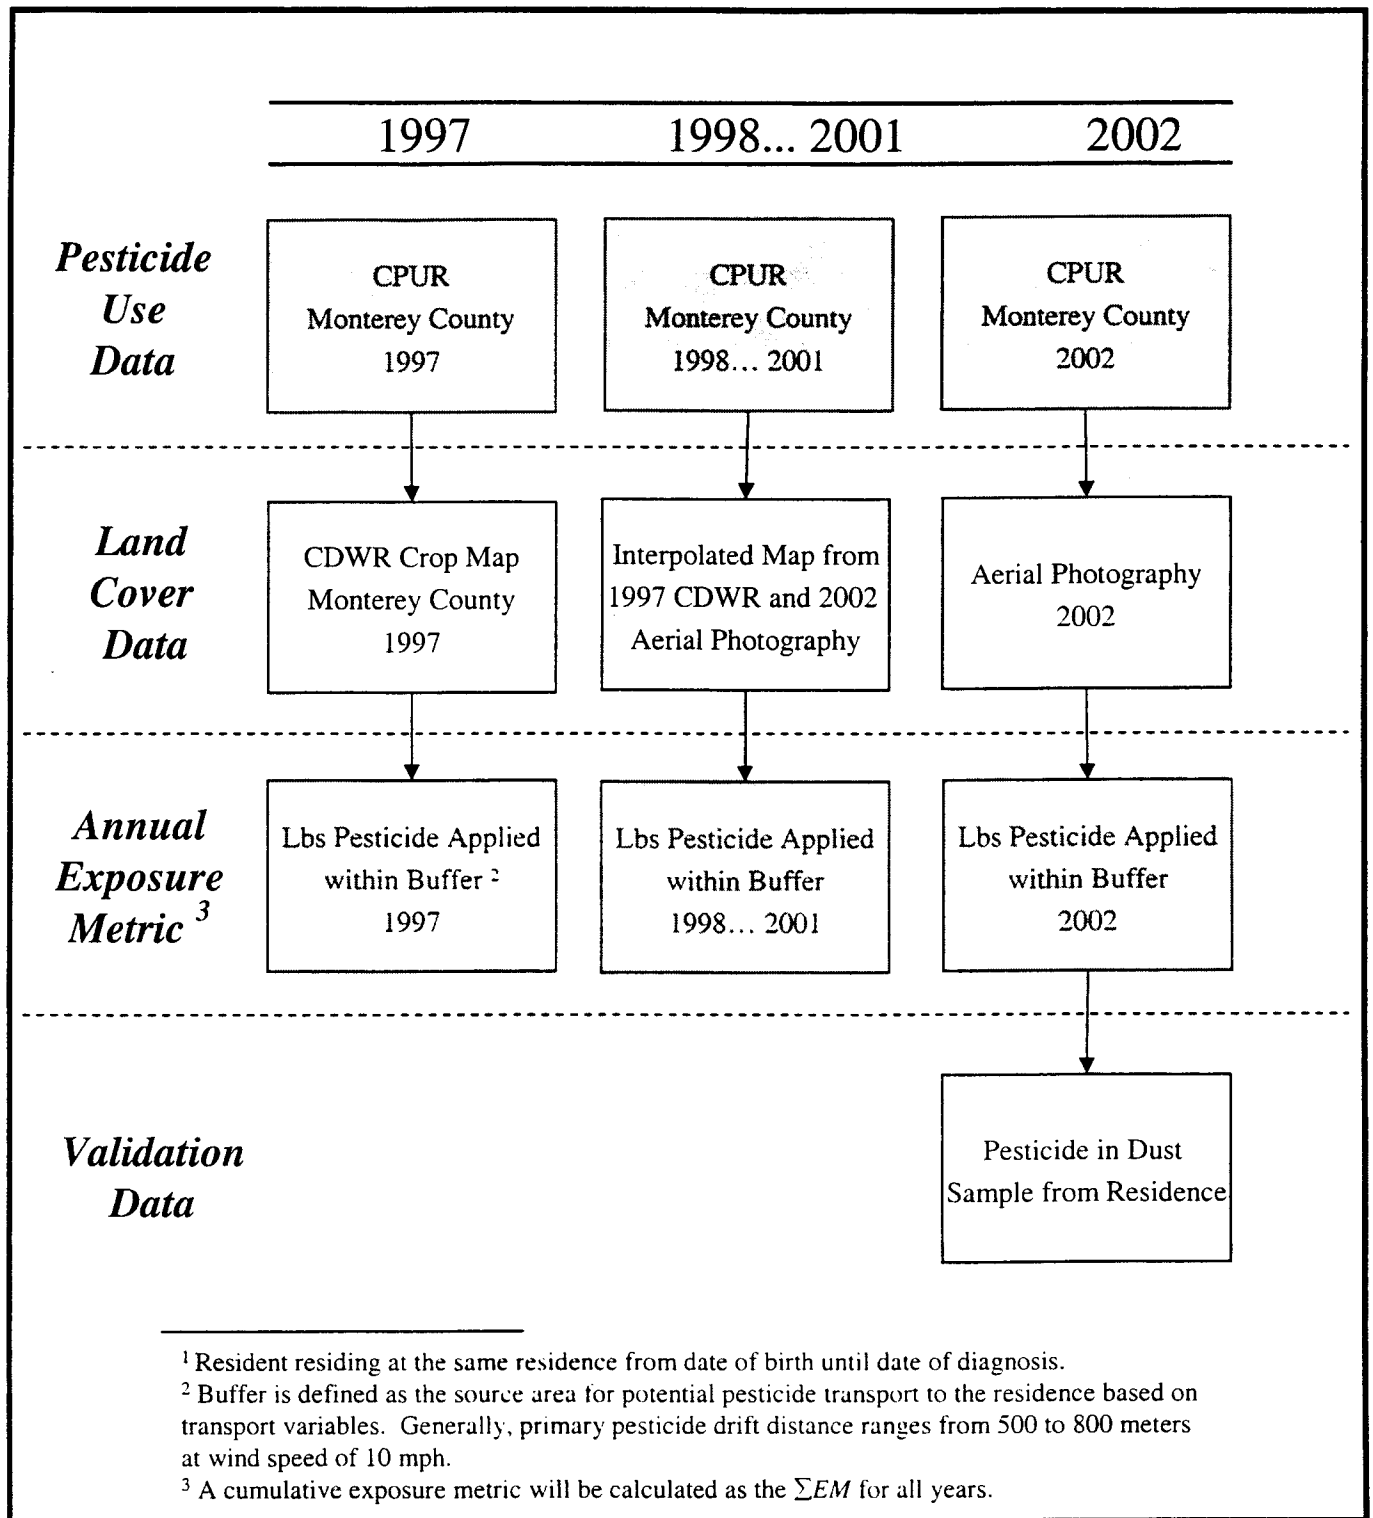 1997 1998... 2001 2002
Pesticide
Use
Data
CPUR
Monterey County
1997
CPUR
Monterey County
1998... 2001
CPUR
Monterey County
2002
Land
Cover
Data
CDWR Crop Map
Monterey County
1997
Interpolated Map from
1997 CDWR and 2002
Aerial Photography
Aerial Photography
2002
Annual
Exposure
Metric 3
Lbs Pesticide Applied
within Buffer 2
1997
Lbs Pesticide Applied
within Buffer
1998... 2001
Lbs Pesticide Applied
within Buffer
2002
Validation
Data
Pesticide in Dust
Sample from Residence
1 Resident residing at the same residence from date of birth until date of diagnosis.
2 Buffer is defined as the source area for potential pesticide transport to the residence based on
transport variables. Generally, primary pesticide drift distance ranges from 500 to 800 meters
at wind speed of 10 mph.
3 A cumulative exposure metric will be calculated as the ∑EM for all years.